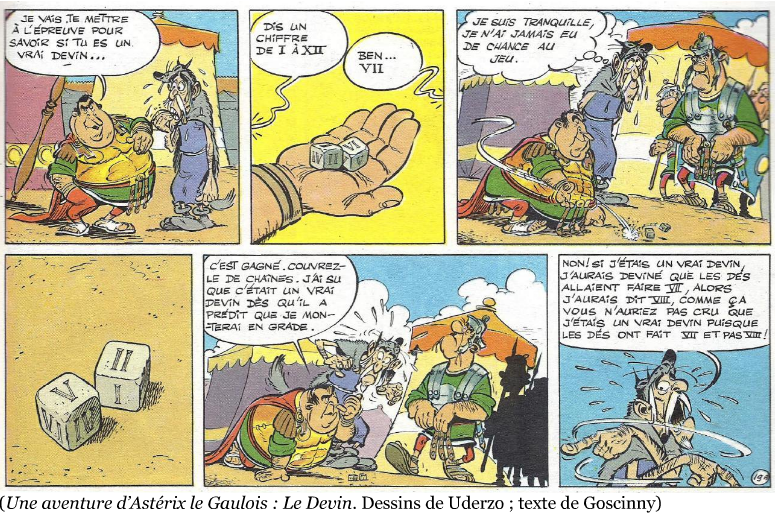 JE VAIS TE METTRE
À L'ÉPREUVE POUR
SAVOIR SI TU ES UN
VRAI DEVIN...
DIS UN
CHIFFRE
DE I À XII
BEN...
VII
JE SUIS TRANQUILLE,
JE N'AI JAMAIS EU
DE CHANCE AU
JEU.
V
II
I
C'EST GAGNÉ. COUVREZ-
LE DE CHAÎNES. J'AI SU
QUE C'ÉTAIT UN VRAI
DEVIN DÈS QU'IL A
PRÉDIT QUE JE MON-
TERAI EN GRADE.
NON! SI J'ÉTAIS UN VRAI DEVIN,
J'AURAIS DEVINÉ QUE LES DÉS
ALLAIENT FAIRE VII, ALORS
J'AURAIS DIT VIII, COMME ÇA
VOUS N'AURIEZ PAS CRU QUE
J'ÉTAIS UN VRAI DEVIN PUISQUE
LES DÉS ONT FAIT VII ET PAS VIII!
(Une aventure d'Astérix le Gaulois : Le Devin. Dessins de Uderzo ; texte de Goscinny)